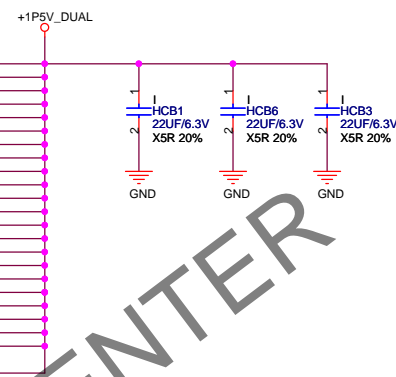 +1P5V_DUAL
1 I 1 I 1 I
HCB1 HCB6 HCB3
22UF/6.3V 22UF/6.3V 22UF/6.3V
2 X5R 20% 2 X5R 20% 2 X5R 20%
GND GND GND
ENTER